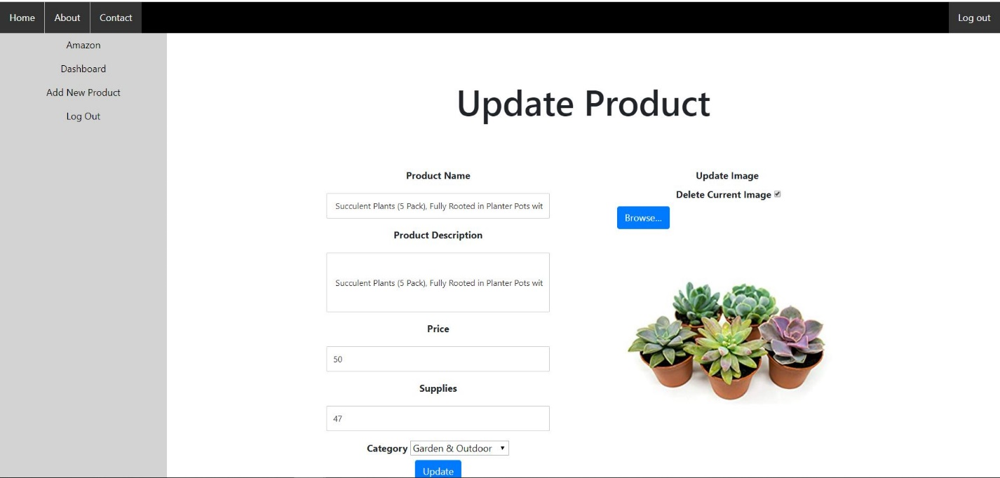 Home About Contact Log out
Amazon
Dashboard
Add New Product
Log Out
Update Product
Product Name
Succulent Plants (5 Pack), Fully Rooted in Planter Pots wit
Product Description
Succulent Plants (5 Pack), Fully Rooted in Planter Pots wit
Price
50
Supplies
47
Category Garden & Outdoor
Update
Update Image
Delete Current Image
Browse...